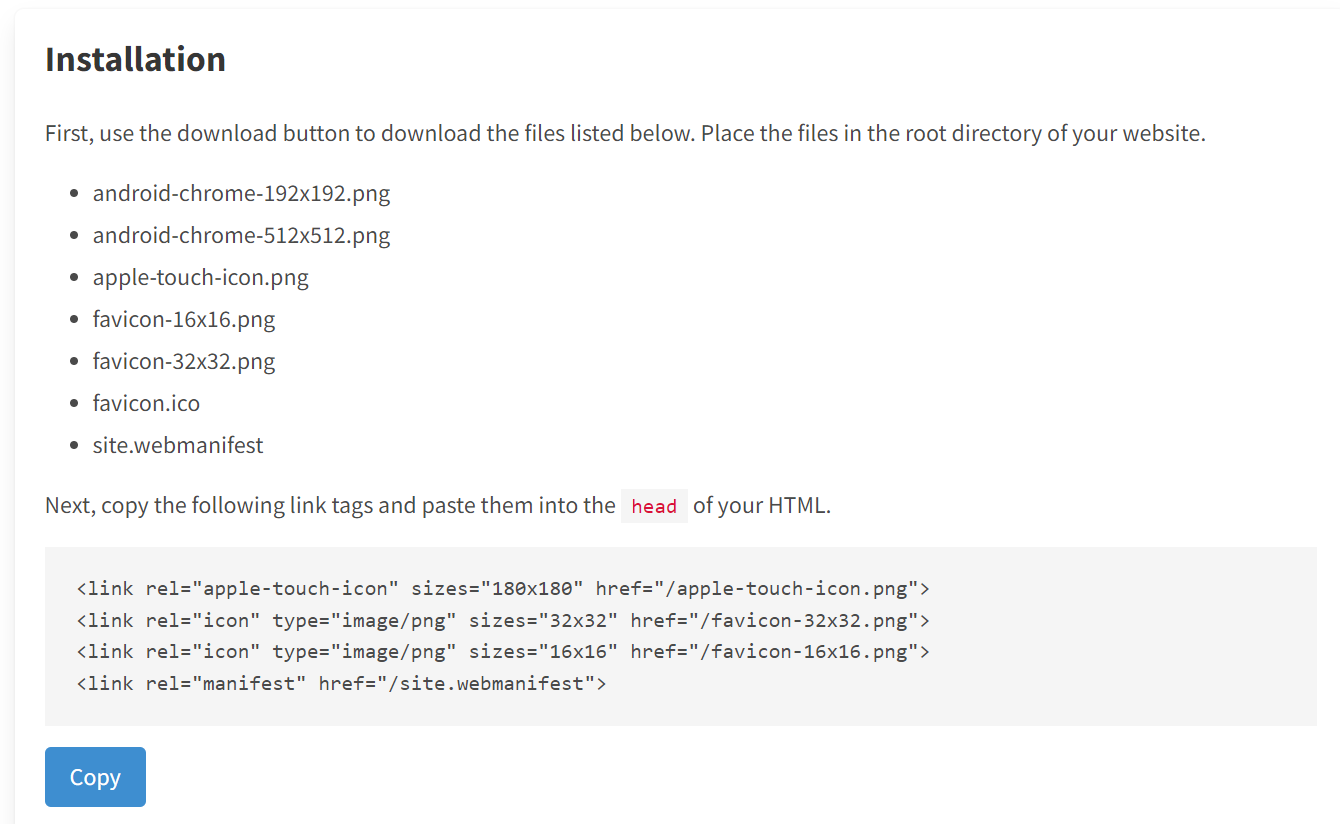 Installation
First, use the download button to download the files listed below. Place the files in the root directory of your website.
android-chrome-192x192.png
android-chrome-512x512.png
apple-touch-icon.png
favicon-16x16.png
favicon-32x32.png
favicon.ico
site.webmanifest
Next, copy the following link tags and paste them into the head of your HTML.
<link rel="apple-touch-icon" sizes="180x180" href="/apple-touch-icon.png">
<link rel="icon" type="image/png" sizes="32x32" href="/favicon-32x32.png">
<link rel="icon" type="image/png" sizes="16x16" href="/favicon-16x16.png">
<link rel="manifest" href="/site.webmanifest">
Copy